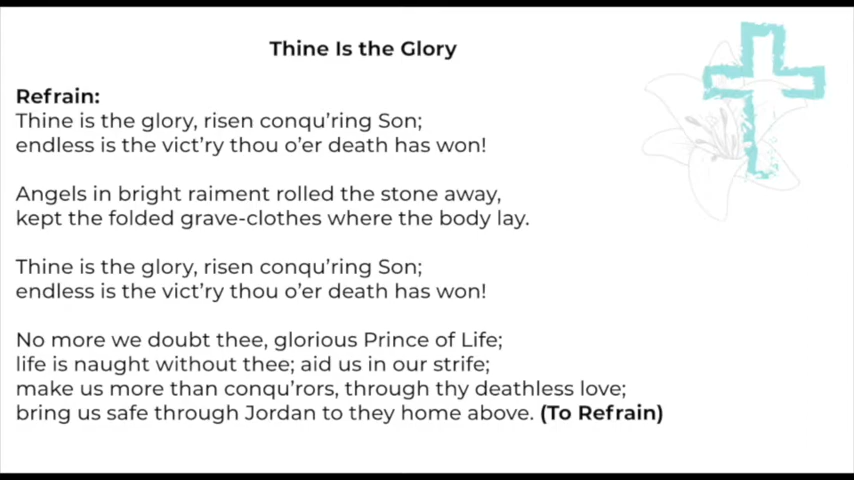 Thine Is the Glory
Refrain:
Thine is the glory, risen conqu’ring Son;
endless is the vict’ry thou o’er death has won!
Angels in bright raiment rolled the stone away,
kept the folded grave-clothes where the body lay.
Thine is the glory, risen conqu’ring Son;
endless is the vict’ry thou o’er death has won!
No more we doubt thee, glorious Prince of Life;
life is naught without thee; aid us in our strife;
make us more than conqu’rors, through thy deathless love;
bring us safe through Jordan to they home above. (To Refrain)